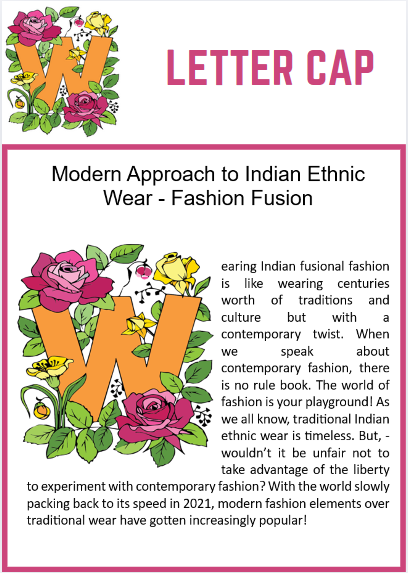 W
LETTER CAP
Modern Approach to Indian Ethnic
Wear - Fashion Fusion
W
earing Indian fusional fashion
is like wearing centuries
worth of traditions and
culture but with a
contemporary twist. When
we speak about
contemporary fashion, there
is no rule book. The world of
fashion is your playground! As
we all know, traditional Indian
ethnic wear is timeless. But, -
wouldn't it be unfair not to
take advantage of the liberty
to experiment with contemporary fashion? With the world slowly
packing back to its speed in 2021, modern fashion elements over
traditional wear have gotten increasingly popular!